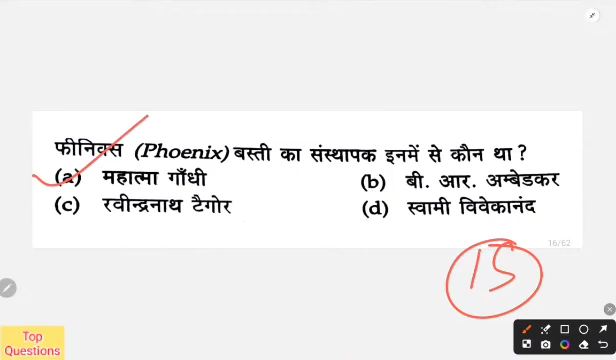 फीनिक्स (Phoenix) बस्ती का संस्थापक इनमें से कौन था ?
(a) महात्मा गाँधी (b) बी. आर. अम्बेडकर
(c) रवीन्द्रनाथ टैगोर (d) स्वामी विवेकानंद
16/62
15
Top
Questions